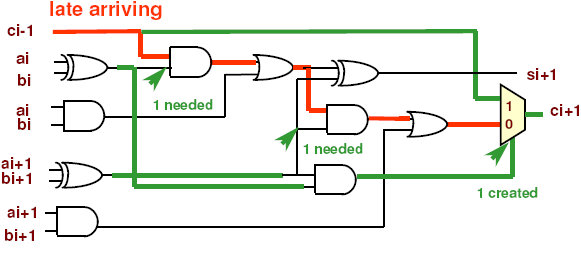 late arriving
ci-1
ai
bi
si+1
1 needed
ai
bi
1
ci+1
0
1 needed
ai+1
bi+1
1 created
ai+1
bi+1